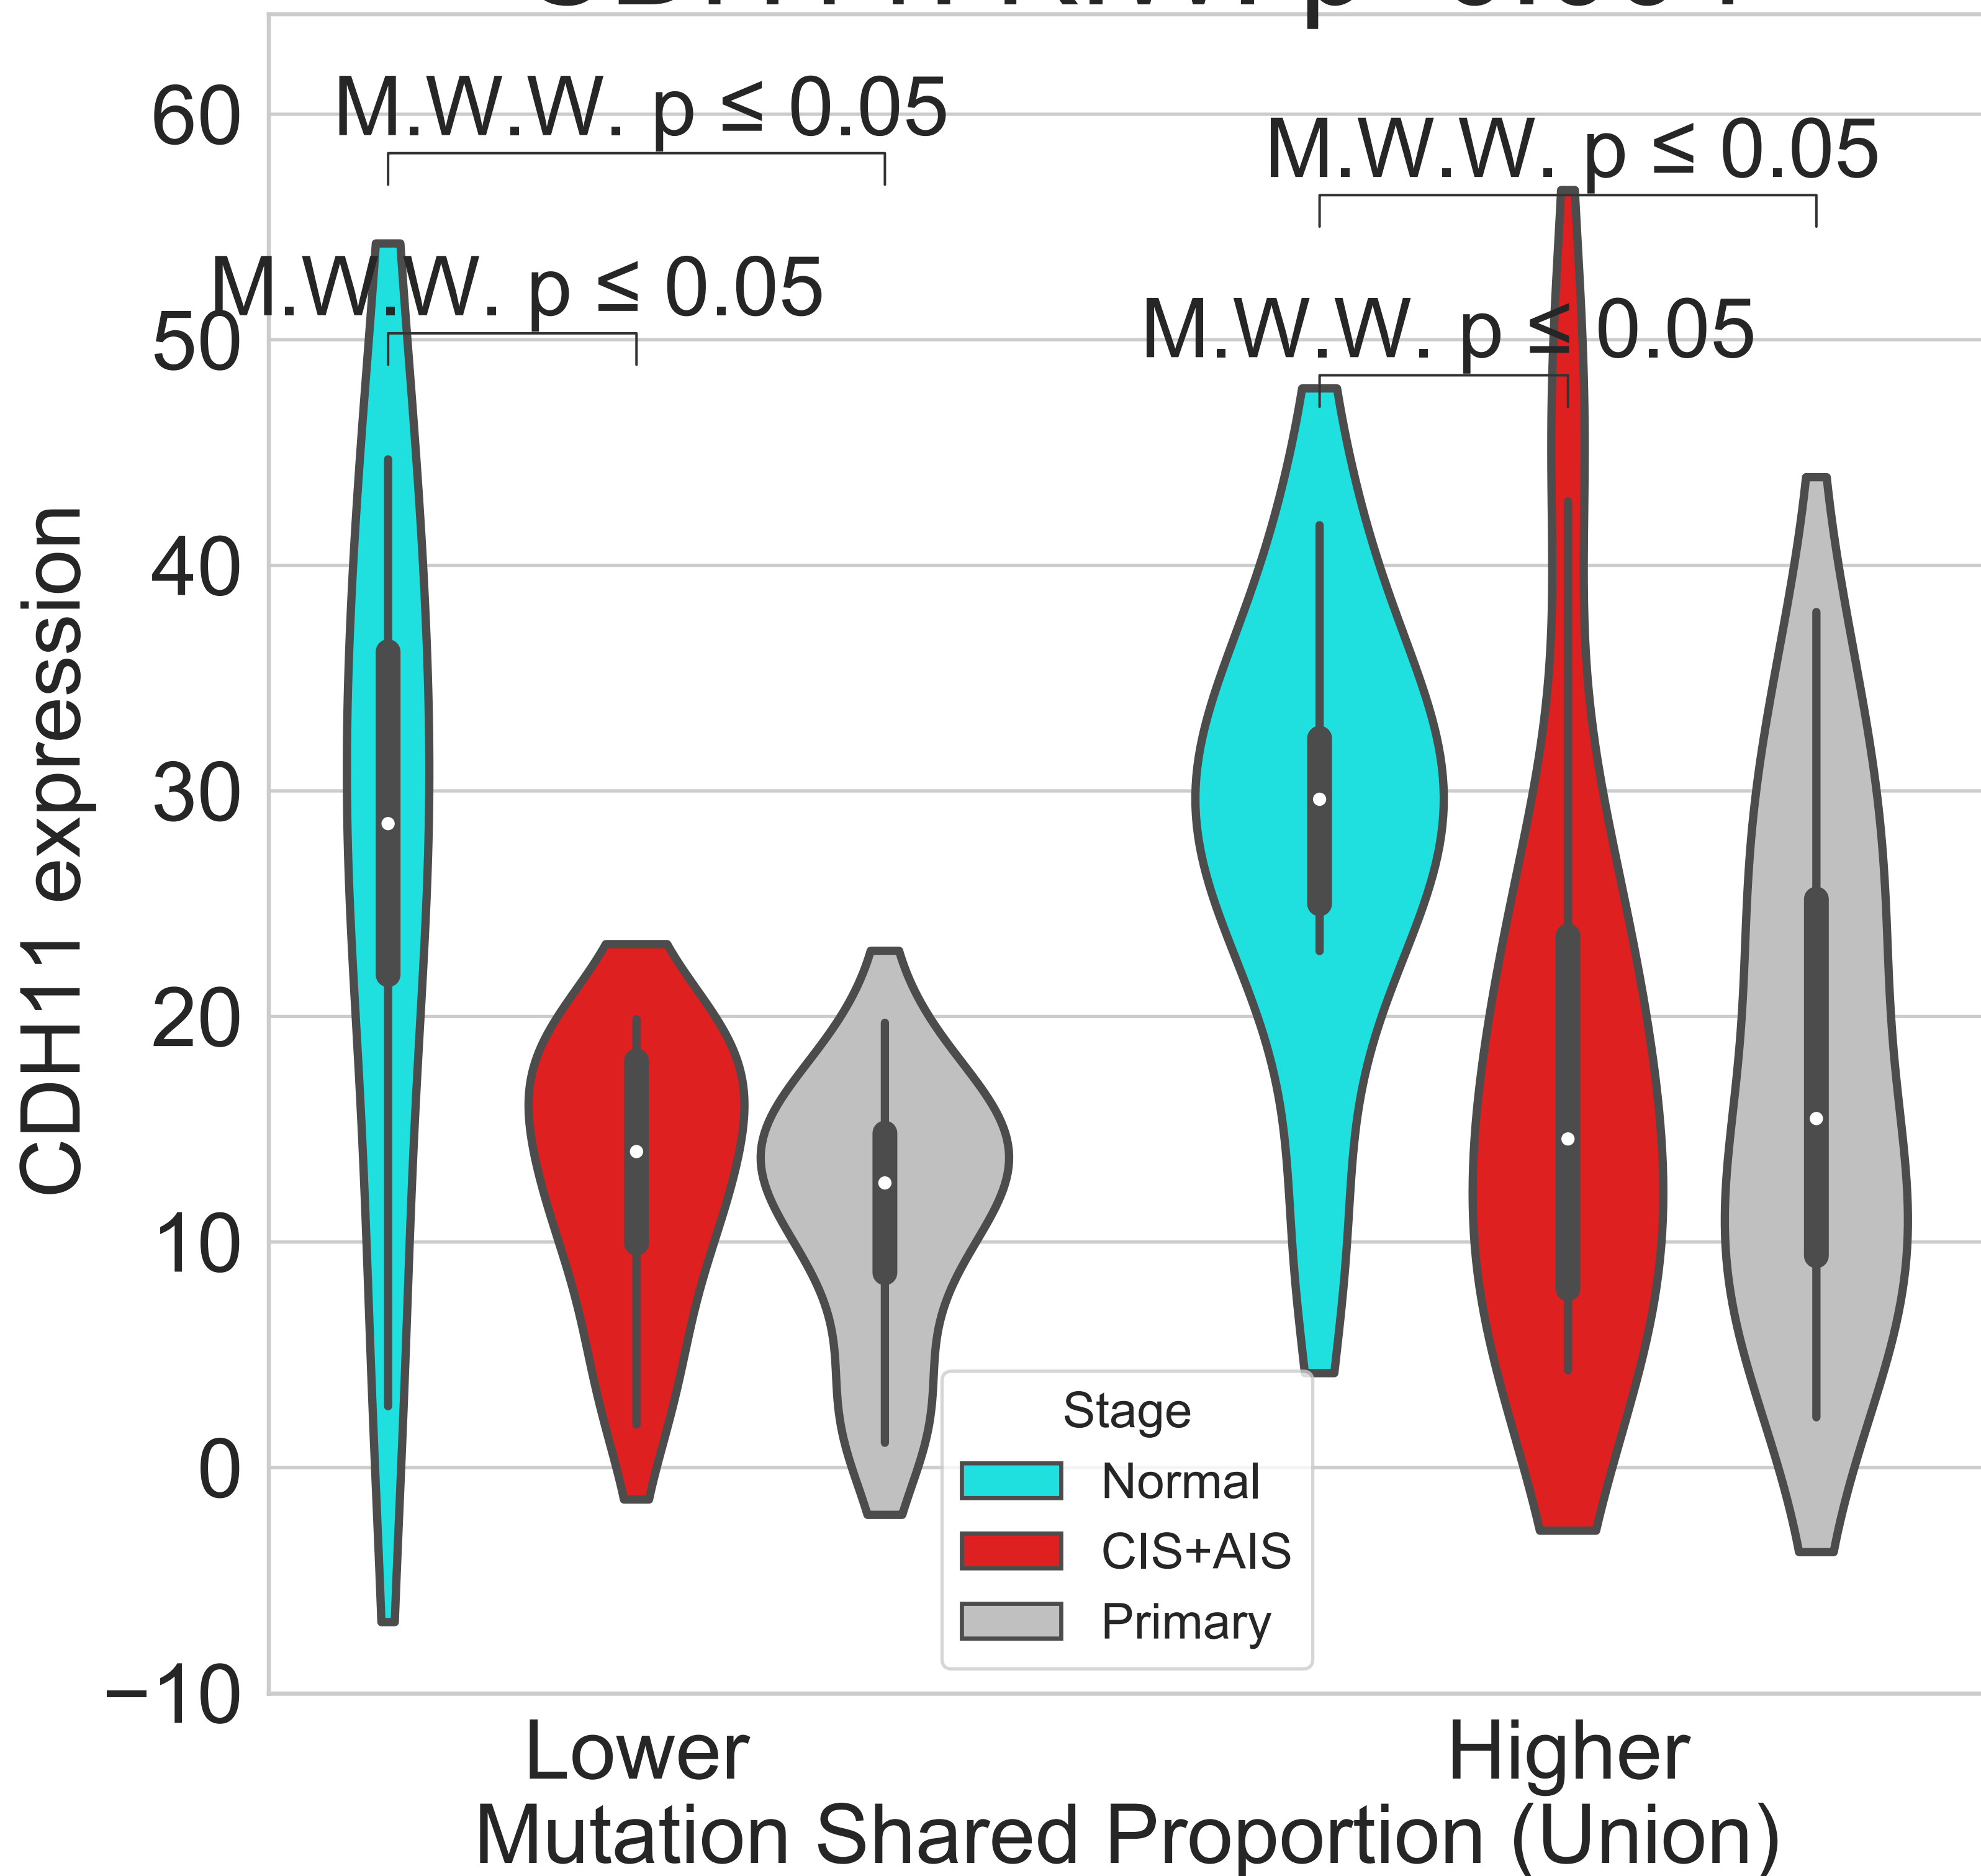 60
50
40
30
20
10
0
−10
CDH11 expression
M.W.W. p ≤ 0.05
M.W.W. p ≤ 0.05
M.W.W. p ≤ 0.05
M.W.W. p ≤ 0.05
Stage
Normal
CIS+AIS
Primary
Lower
Higher
Mutation Shared Proportion (Union)